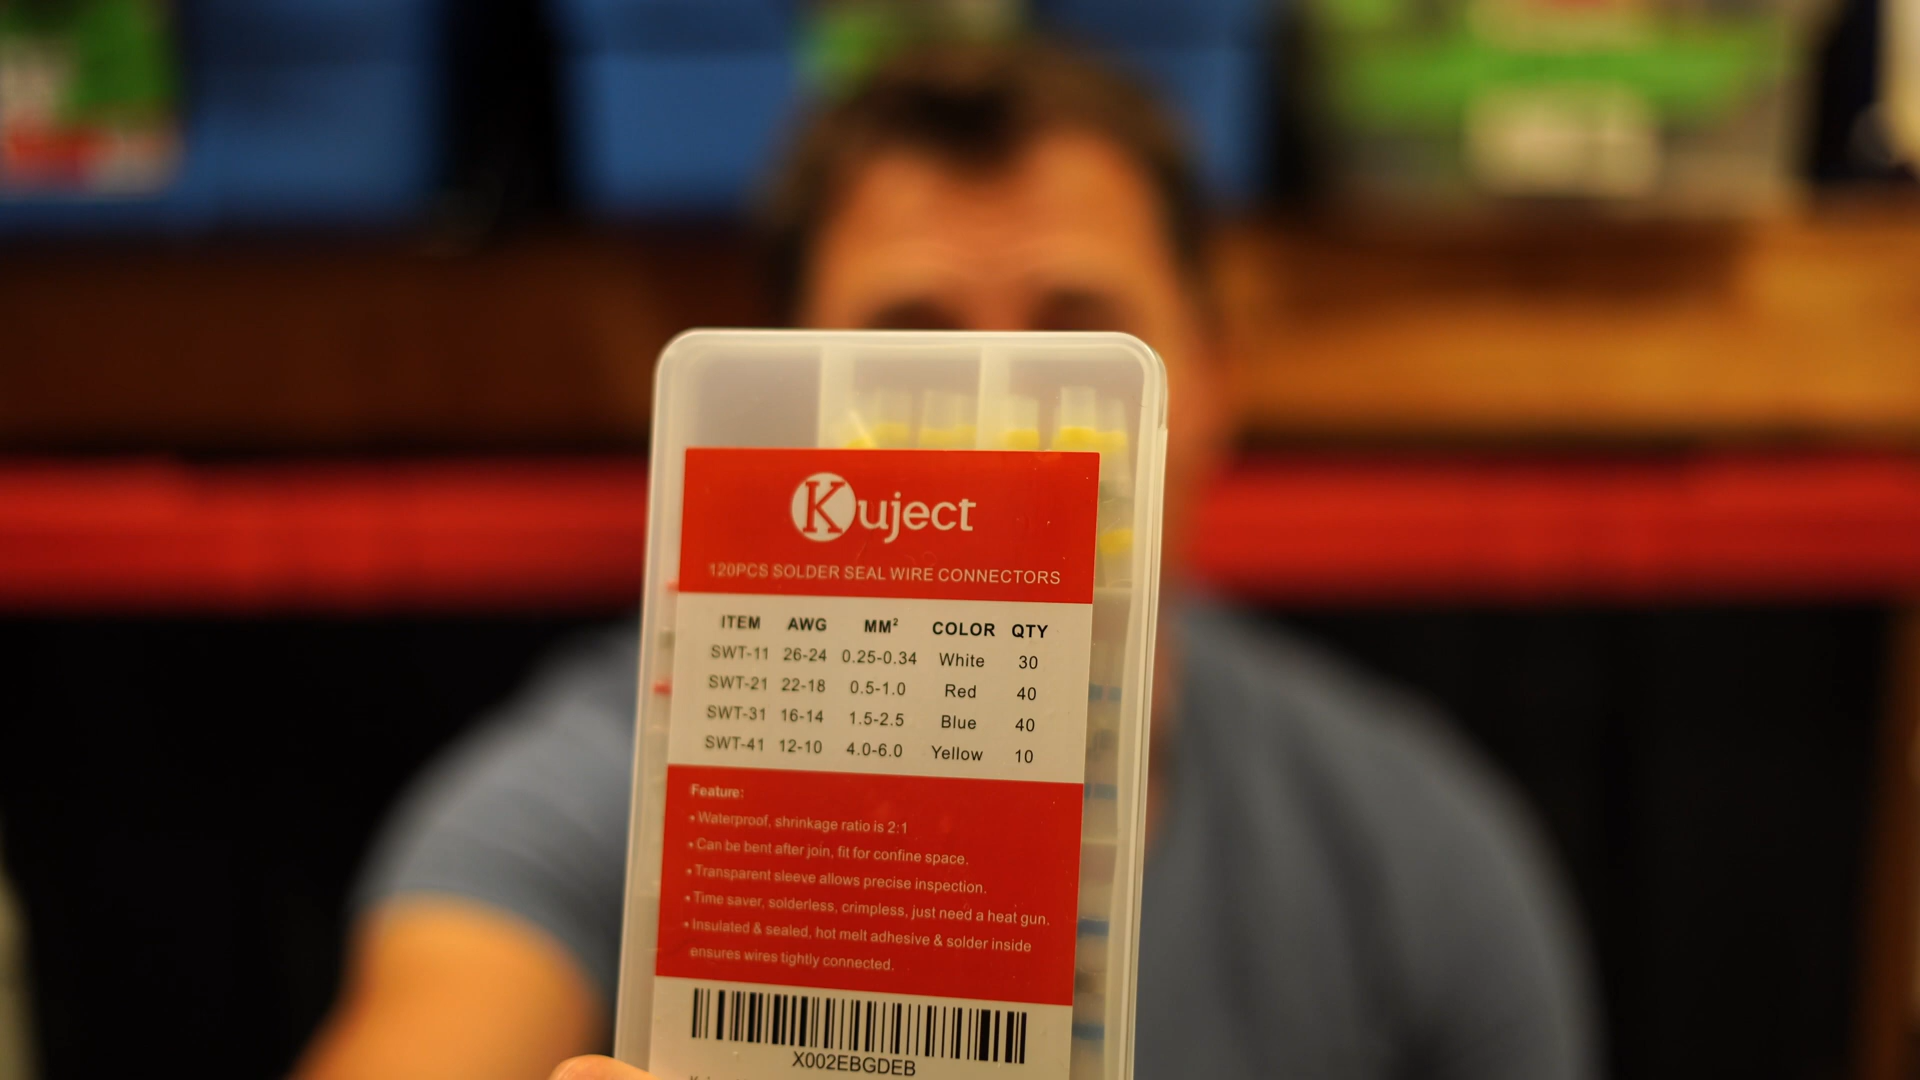 Kuject
120PCS SOLDER SEAL WIRE CONNECTORS
ITEM AWG MM² COLOR QTY
SWT-11 26-24 0.25-0.34 White 30
SWT-21 22-18 0.5-1.0 Red 40
SWT-31 16-14 1.5-2.5 Blue 40
SWT-41 12-10 4.0-6.0 Yellow 10
Feature:
• Waterproof, shrinkage ratio is 2:1
• Can be bent after join, fit for confine space.
• Transparent sleeve allows precise inspection.
• Time saver, solderless, crimpless, just need a heat gun.
• Insulated & sealed, hot melt adhesive & solder inside
ensures wires tightly connected.
X002EBGDEB